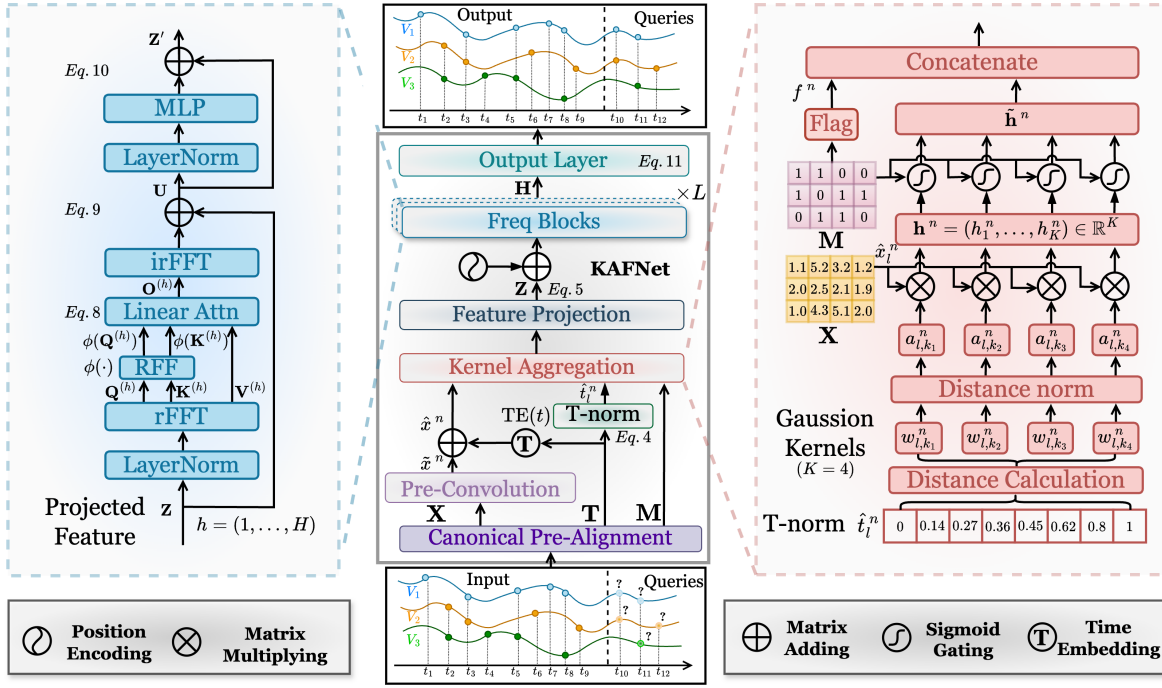 Z′
Eq. 10
MLP
LayerNorm
U
Eq. 9
irFFT
O^(h)
Eq. 8 Linear Attn
ϕ(Q^(h)) ϕ(K^(h))
ϕ(·) RFF
Q^(h) K^(h) V^(h)
rFFT
LayerNorm
Projected Feature
Z
h = (1, . . . , H)
Output Queries
V₁
V₂
V₃
t₁ t₂ t₃ t₄ t₅ t₆ t₇ t₈ t₉ t₁₀ t₁₁ t₁₂
Output Layer Eq. 11
H
× L
Freq Blocks
KAFNet
Z Eq. 5
Feature Projection
Kernel Aggregation
t̂_l^n
x̂^n TE(t) T-norm
T Eq. 4
x̃^n
Pre-Convolution
X T M
Canonical Pre-Alignment
Input Queries
V₁ ?
V₂ ? ?
V₃ ?
t₁ t₂ t₃ t₄ t₅ t₆ t₇ t₈ t₉ t₁₀ t₁₁ t₁₂
Concatenate
f^n
Flag
h̃^n
1 1 0 0
1 0 1 1
0 1 1 0
M
h^n = (h_1^n, . . . , h_K^n) ∈ ℝ^K
x̂_l^n
1.1 5.2 3.2 1.2
2.0 2.5 2.1 1.9
1.0 4.3 5.1 2.0
X
a_{l,k₁}^n a_{l,k₂}^n a_{l,k₃}^n a_{l,k₄}^n
Distance norm
Gaussion
Kernels
(K = 4)
w_{l,k₁}^n w_{l,k₂}^n w_{l,k₃}^n w_{l,k₄}^n
Distance Calculation
T-norm t̂_l^n 0 0.14 0.27 0.36 0.45 0.62 0.8 1
Position
Encoding
Matrix
Multiplying
Matrix
Adding
Sigmoid
Gating
T Time
Embedding